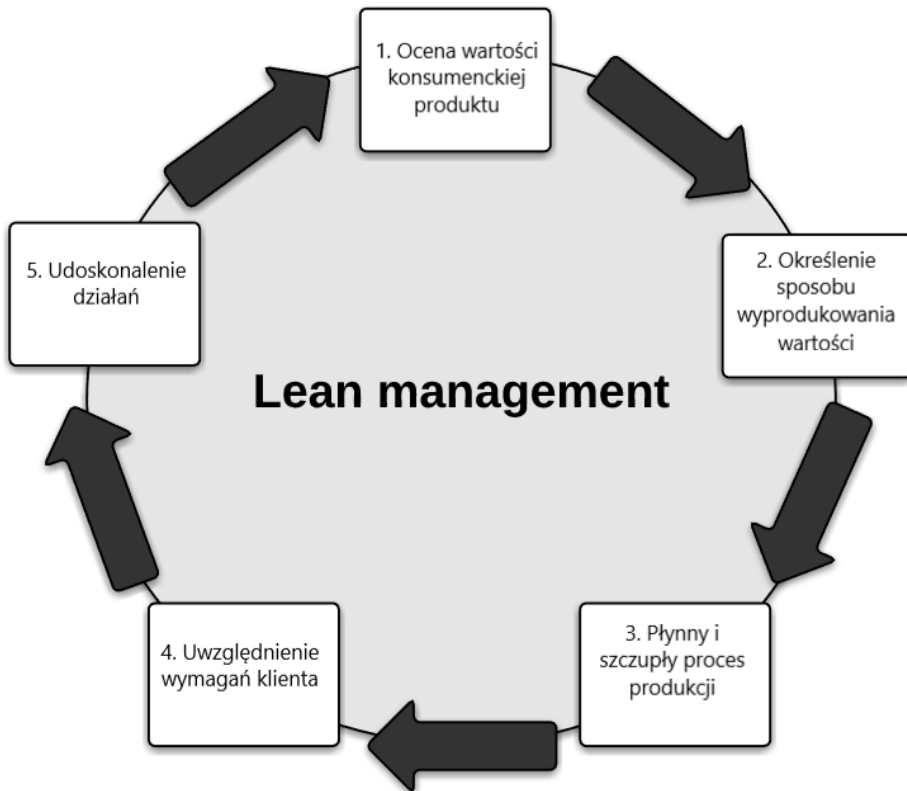 1. Ocena wartości
konsumenckiej
produktu
2. Określenie
sposobu
wyprodukowania
wartości
5. Udoskonalenie
działań
Lean management
4. Uwzględnienie
wymagań klienta
3. Płynny i
szczupły proces
produkcji